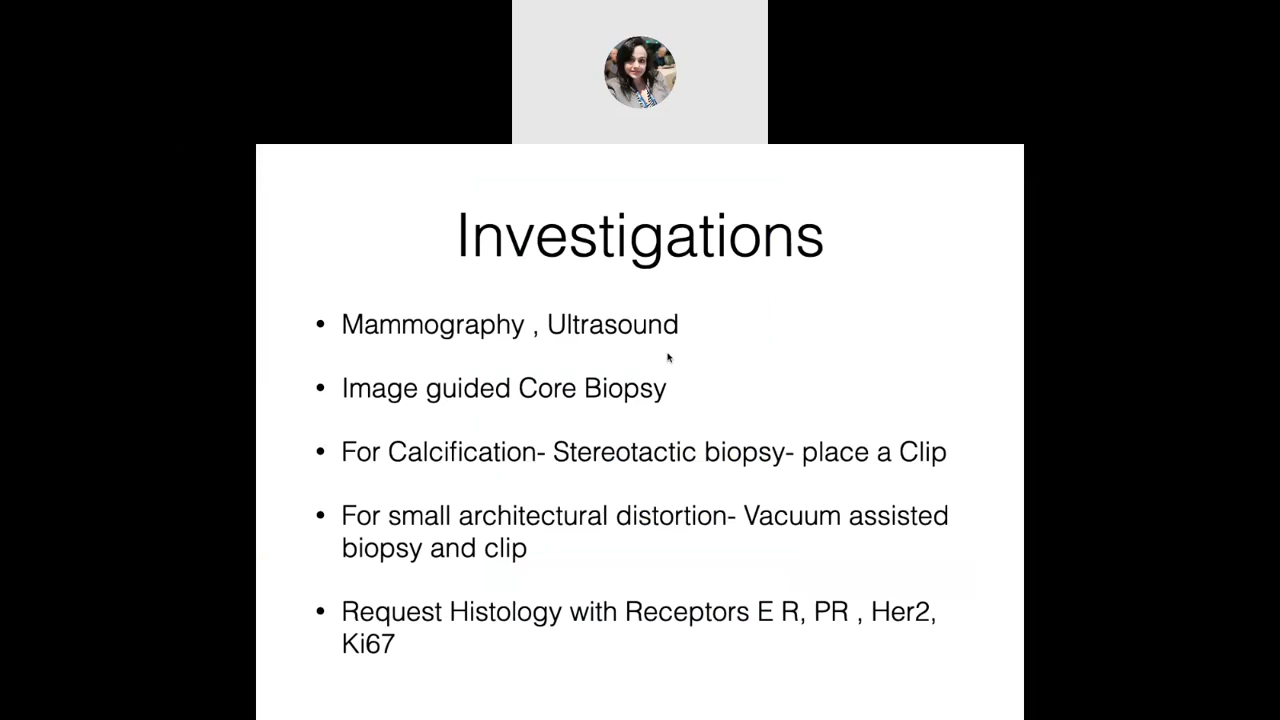 Investigations
• Mammography , Ultrasound
• Image guided Core Biopsy
• For Calcification- Stereotactic biopsy- place a Clip
• For small architectural distortion- Vacuum assisted
biopsy and clip
• Request Histology with Receptors E R, PR , Her2,
Ki67